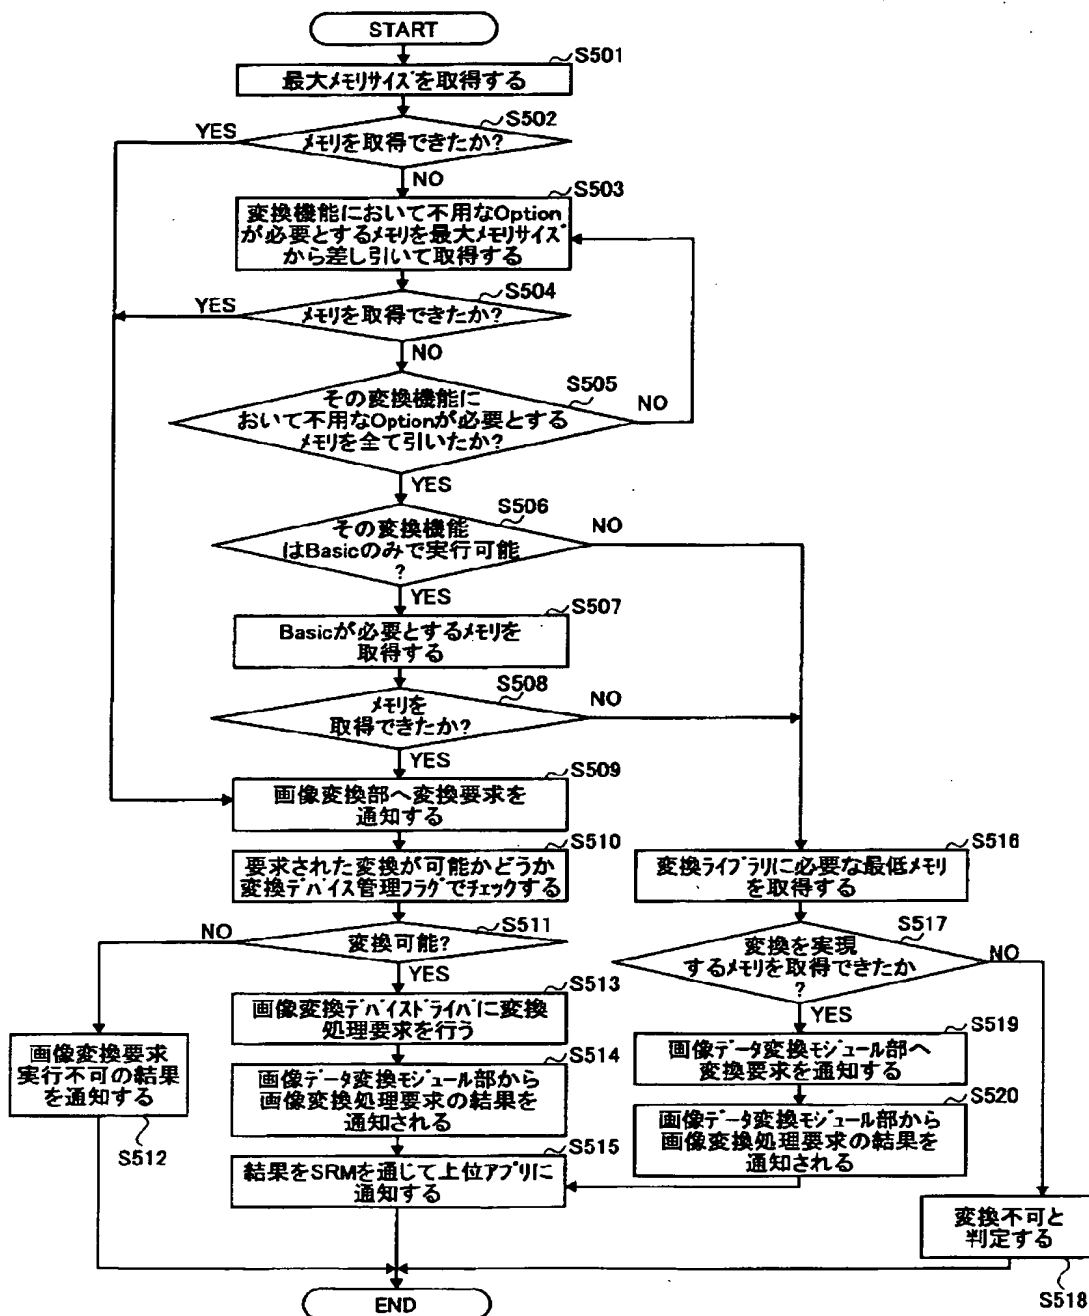 START
S501
最大メモリサイズを取得する
S502
YES
メモリを取得できたか?
NO
S503
変換機能において不用なOption
が必要とするメモリを最大メモリサイズ
から差し引いて取得する
S504
YES
メモリを取得できたか?
NO
S505
その変換機能に
おいて不用なOptionが必要とする
メモリを全て引いたか?
NO
YES
S506
その変換機能
はBasicのみで実行可能
?
NO
YES
S507
Basicが必要とするメモリを
取得する
S508
メモリを
取得できたか?
NO
YES
S509
画像変換部へ変換要求を
通知する
S510
要求された変換が可能かどうか
変換デバイス管理フラグでチェックする
S511
NO
変換可能?
YES
S512
画像変換要求
実行不可の結果
を通知する
S513
画像変換デバイスドライバに変換
処理要求を行う
S514
画像データ変換モジュール部から
画像変換処理要求の結果を
通知される
S515
結果をSRMを通じて上位アプリに
通知する
S516
変換ライブラリに必要な最低メモリ
を取得する
S517
変換を実現
するメモリを取得できたか
?
NO
YES
S519
画像データ変換モジュール部へ
変換要求を通知する
S520
画像データ変換モジュール部から
画像変換処理要求の結果を
通知される
変換不可と
判定する
S518
END